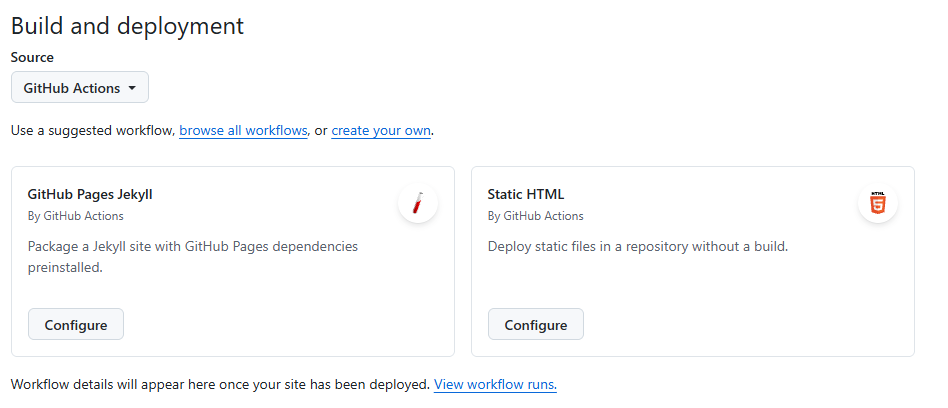 Build and deployment
Source
GitHub Actions
Use a suggested workflow, browse all workflows, or create your own.
GitHub Pages Jekyll
By GitHub Actions
Package a Jekyll site with GitHub Pages dependencies
preinstalled.
Configure
Static HTML
HTML
5
By GitHub Actions
Deploy static files in a repository without a build.
Configure
Workflow details will appear here once your site has been deployed. View workflow runs.